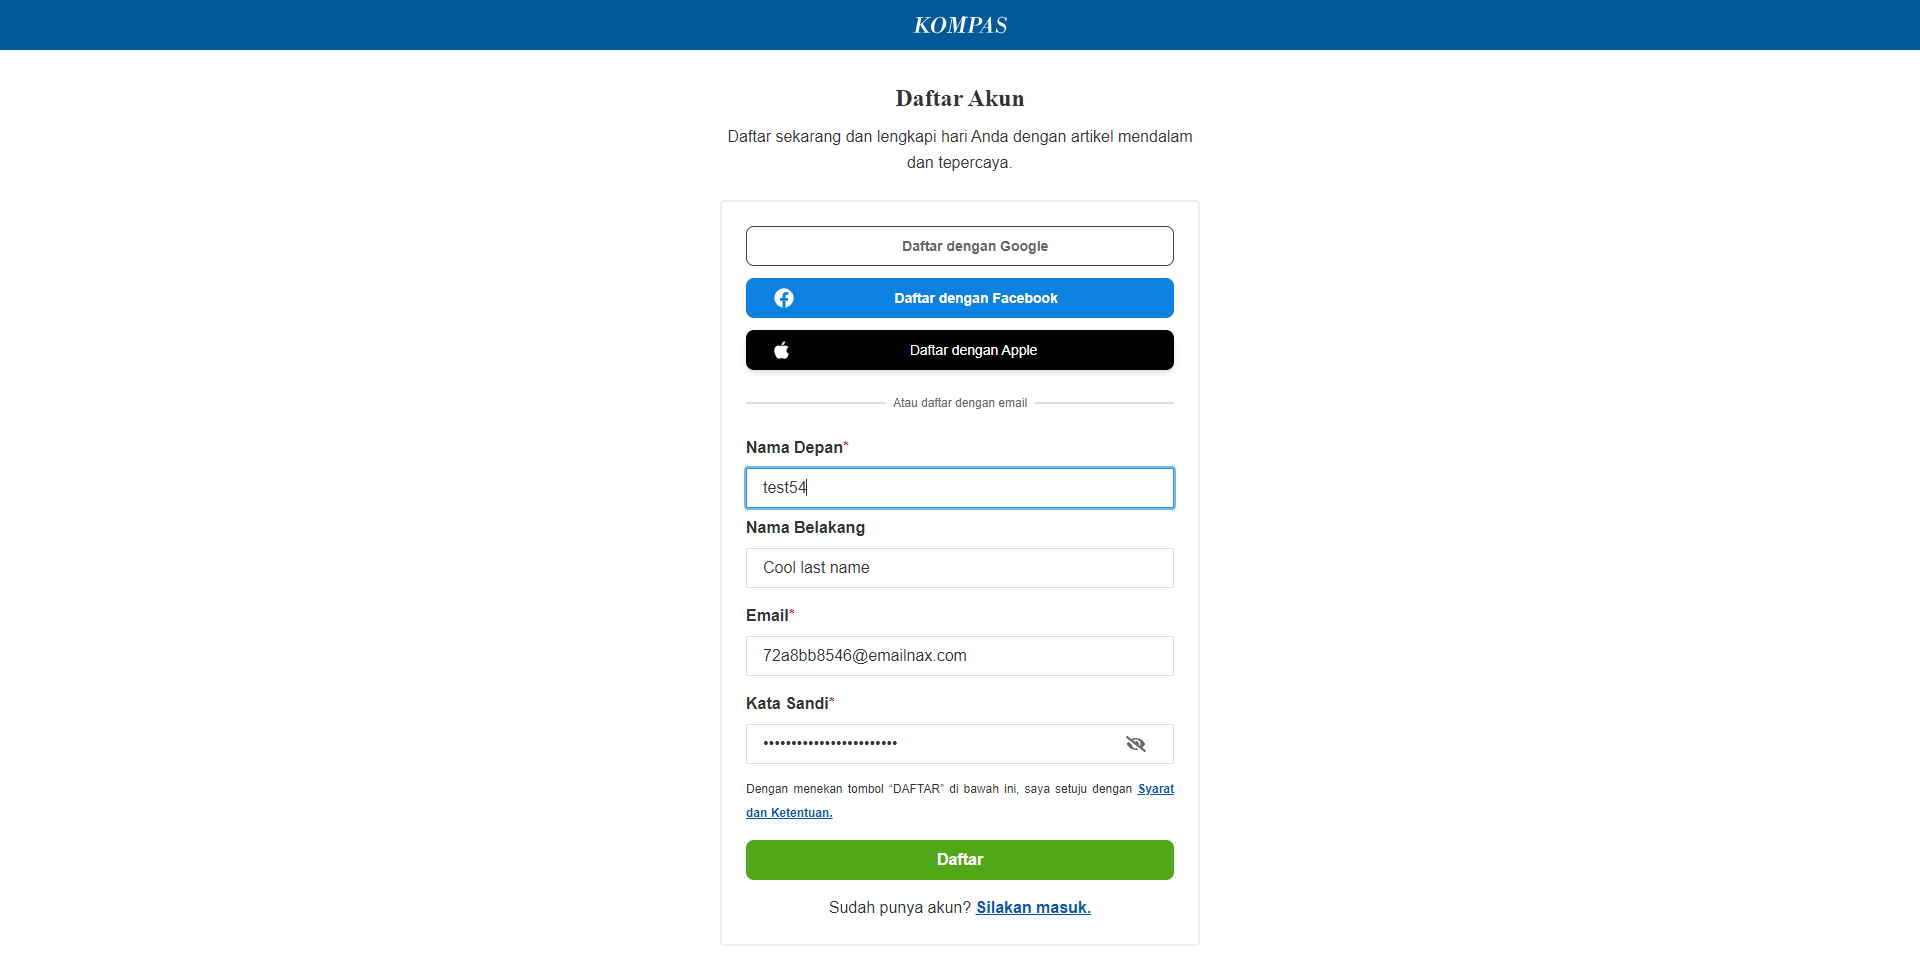 KOMPAS
Daftar Akun
Daftar sekarang dan lengkapi hari Anda dengan artikel mendalam
dan tepercaya.
Daftar dengan Google
Daftar dengan Facebook
Daftar dengan Apple
Atau daftar dengan email
Nama Depan*
test54
Nama Belakang
Cool last name
Email*
72a8bb8546@emailnax.com
Kata Sandi*
••••••••••••••••••••••••
Dengan menekan tombol “DAFTAR” di bawah ini, saya setuju dengan Syarat
dan Ketentuan.
Daftar
Sudah punya akun? Silakan masuk.